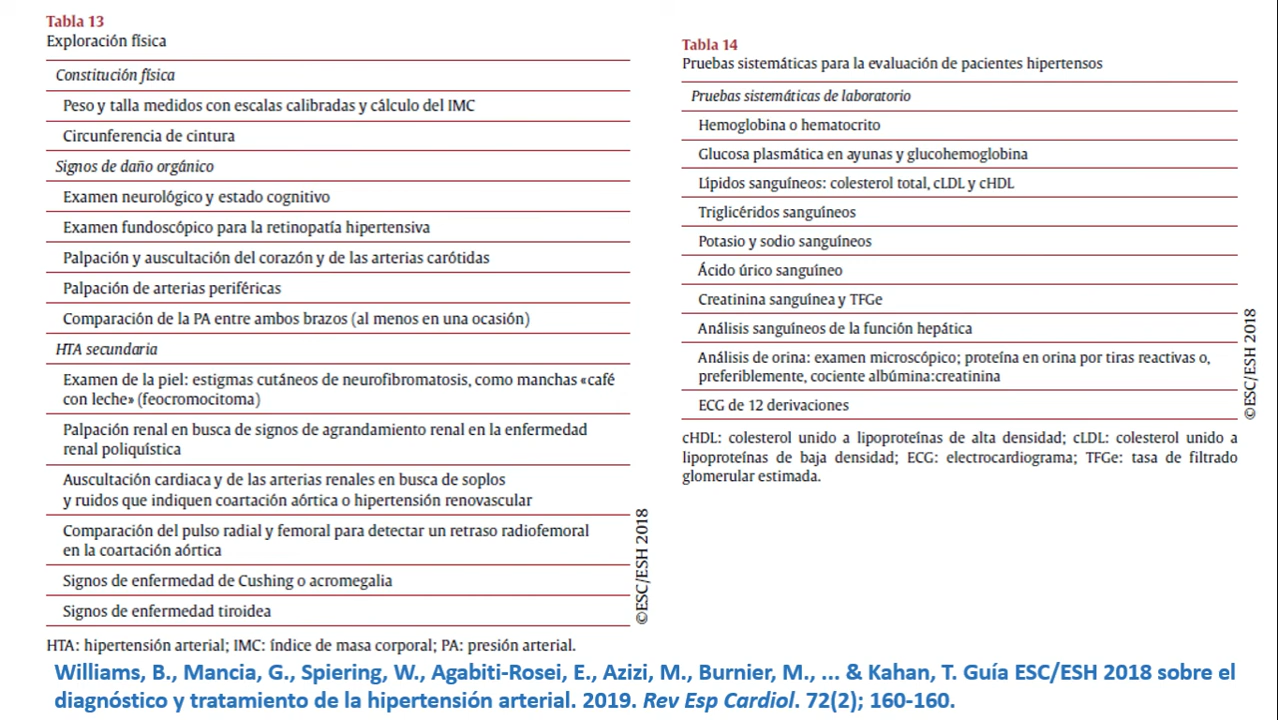 Tabla 13
Exploración física
Constitución física
Peso y talla medidos con escalas calibradas y cálculo del IMC
Circunferencia de cintura
Signos de daño orgánico
Examen neurológico y estado cognitivo
Examen fundoscópico para la retinopatía hipertensiva
Palpación y auscultación del corazón y de las arterias carótidas
Palpación de arterias periféricas
Comparación de la PA entre ambos brazos (al menos en una ocasión)
HTA secundaria
Examen de la piel: estigmas cutáneos de neurofibromatosis, como manchas «café
con leche» (feocromocitoma)
Palpación renal en busca de signos de agrandamiento renal en la enfermedad
renal poliquística
Auscultación cardiaca y de las arterias renales en busca de soplos
y ruidos que indiquen coartación aórtica o hipertensión renovascular
Comparación del pulso radial y femoral para detectar un retraso radiofemoral
en la coartación aórtica
Signos de enfermedad de Cushing o acromegalia
Signos de enfermedad tiroidea
©ESC/ESH 2018
HTA: hipertensión arterial; IMC: índice de masa corporal; PA: presión arterial.
Tabla 14
Pruebas sistemáticas para la evaluación de pacientes hipertensos
Pruebas sistemáticas de laboratorio
Hemoglobina o hematocrito
Glucosa plasmática en ayunas y glucohemoglobina
Lípidos sanguíneos: colesterol total, cLDL y cHDL
Triglicéridos sanguíneos
Potasio y sodio sanguíneos
Ácido úrico sanguíneo
Creatinina sanguínea y TFGe
Análisis sanguíneos de la función hepática
Análisis de orina: examen microscópico; proteína en orina por tiras reactivas o,
preferiblemente, cociente albúmina:creatinina
ECG de 12 derivaciones
©ESC/ESH 2018
cHDL: colesterol unido a lipoproteínas de alta densidad; cLDL: colesterol unido a
lipoproteínas de baja densidad; ECG: electrocardiograma; TFGe: tasa de filtrado
glomerular estimada.
Williams, B., Mancia, G., Spiering, W., Agabiti-Rosei, E., Azizi, M., Burnier, M., ... & Kahan, T. Guía ESC/ESH 2018 sobre el
diagnóstico y tratamiento de la hipertensión arterial. 2019. Rev Esp Cardiol. 72(2); 160-160.